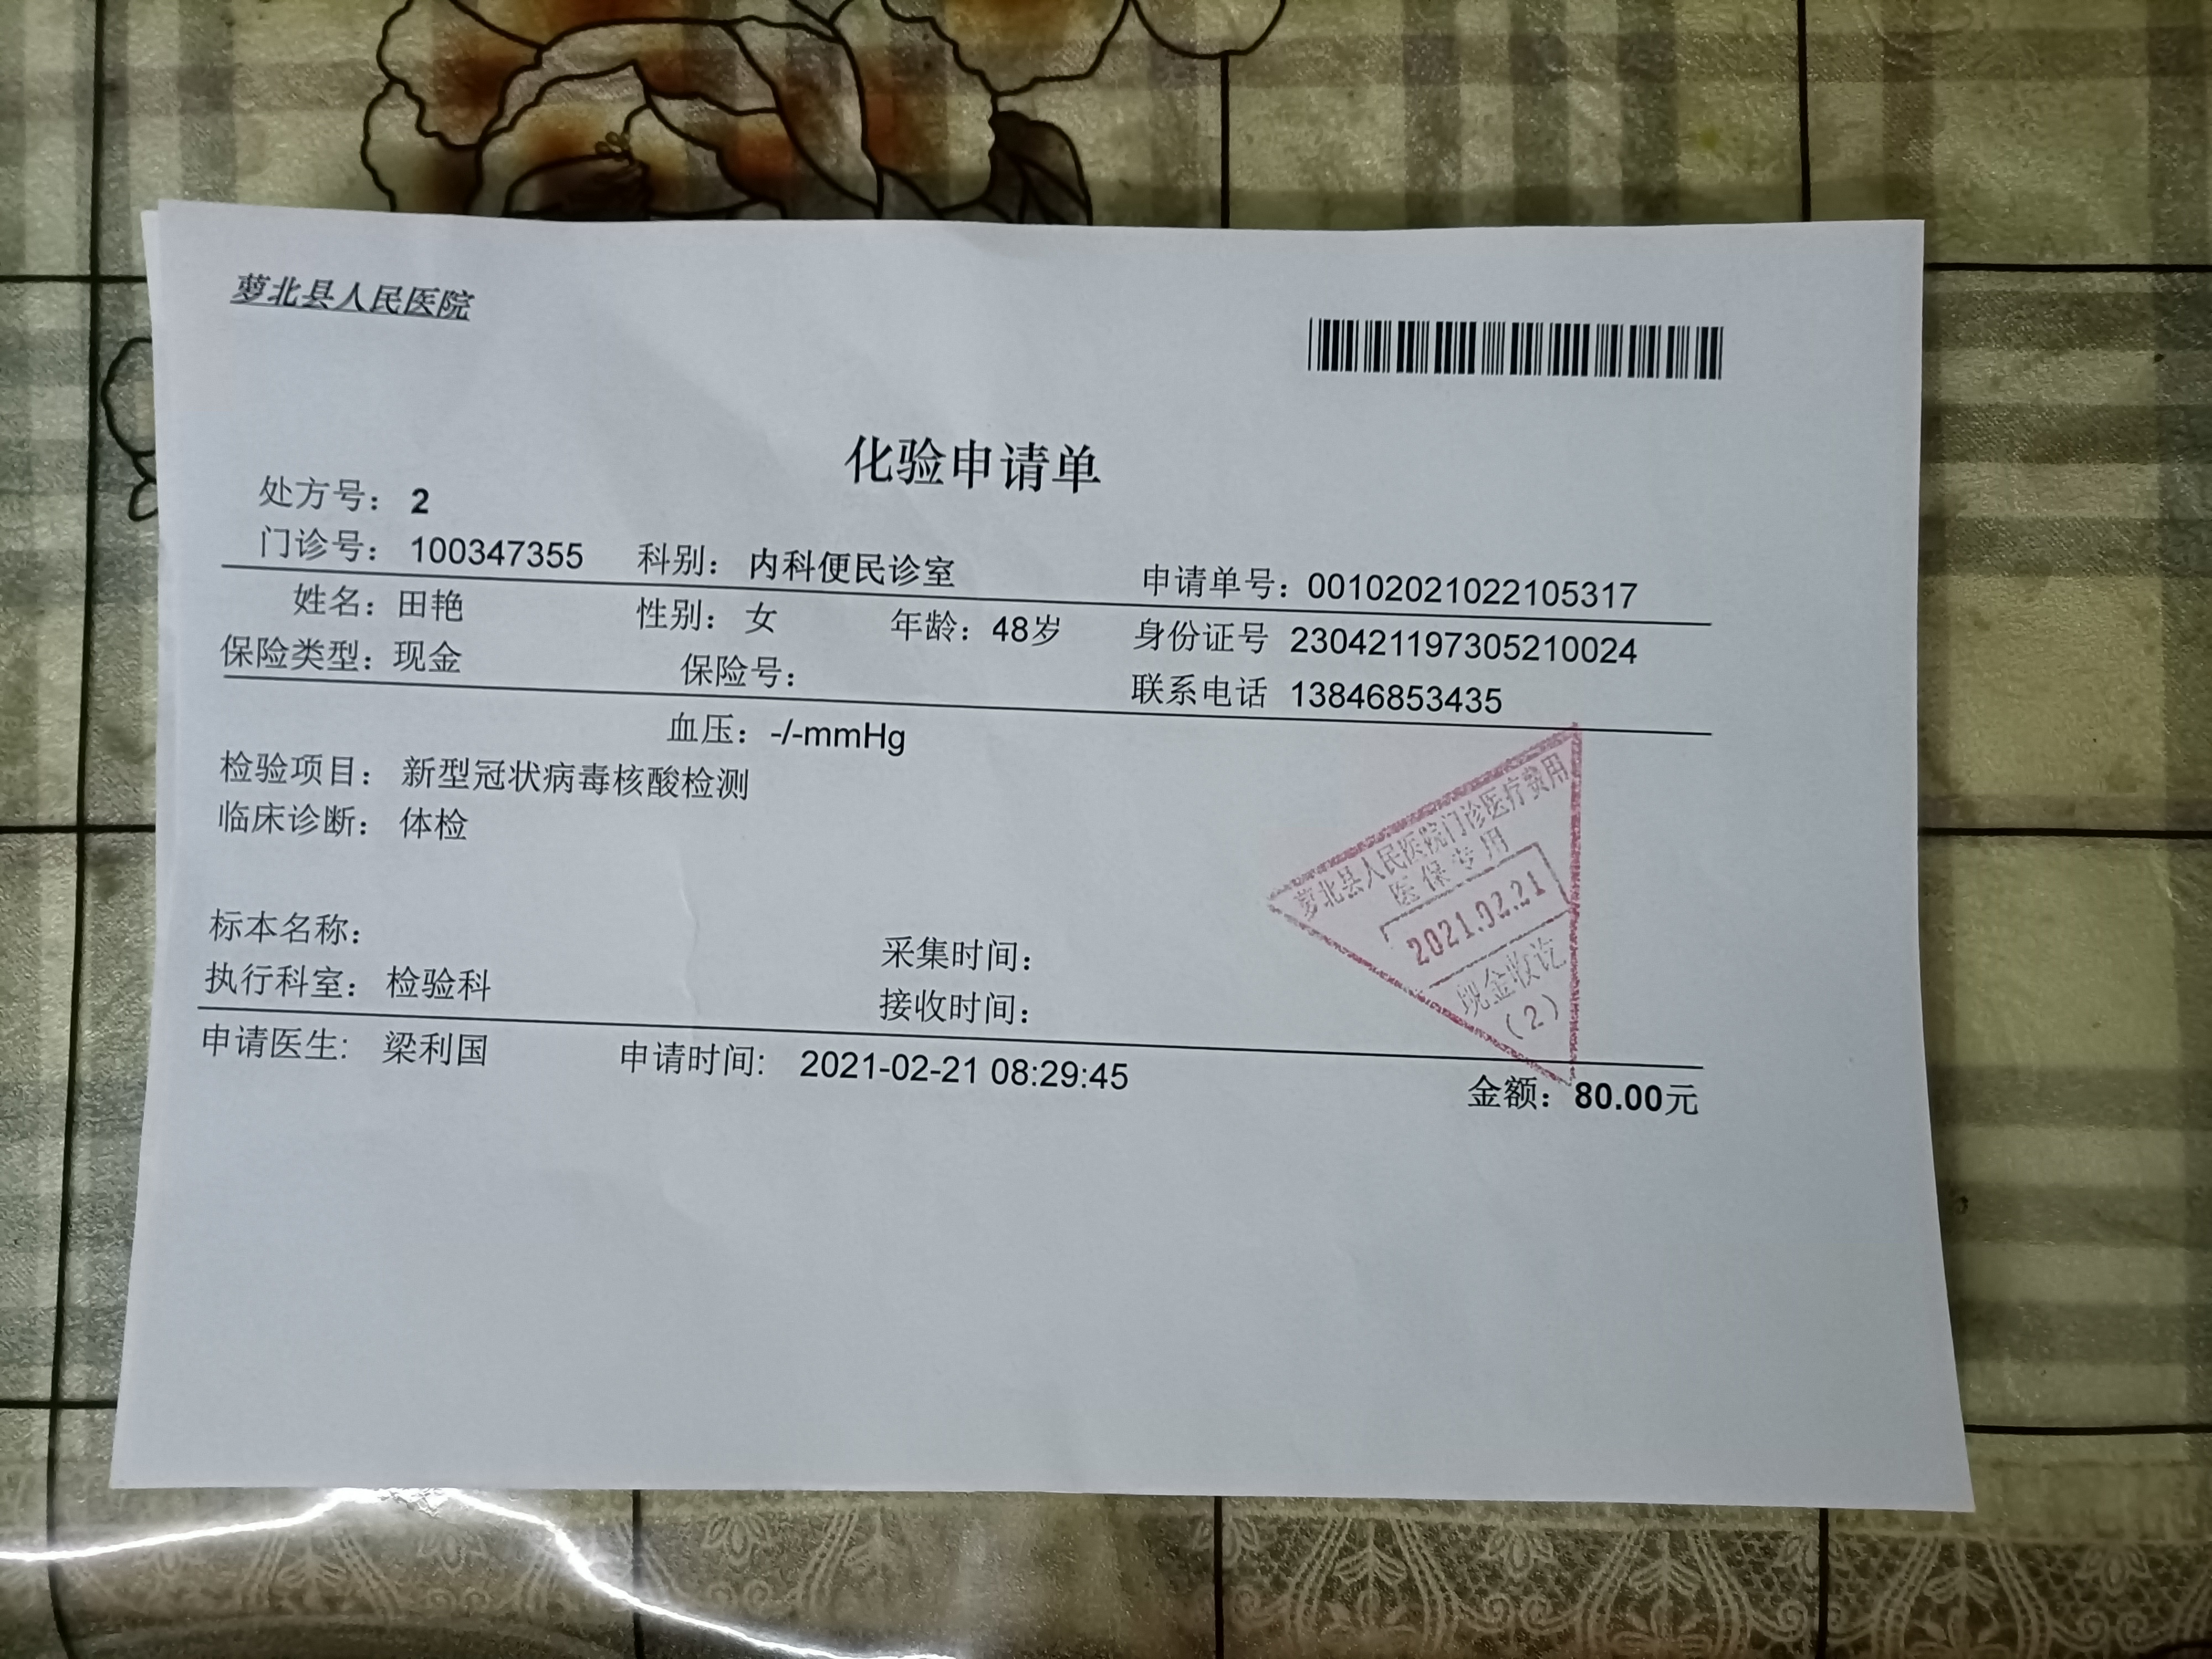 萝北县人民医院
化验申请单
处方号： 2
门诊号： 100347355 科别： 内科便民诊室 申请单号：00102021022105317
姓名：田艳 性别： 女 年龄： 48岁 身份证号 230421197305210024
保险类型：现金 保险号： 联系电话 13846853435
血压： -/-mmHg
检验项目： 新型冠状病毒核酸检测
临床诊断： 体检
萝北县人民医院门诊医疗费用
医保专用
2021.02.21
现金收讫
（2）
标本名称： 采集时间：
执行科室： 检验科 接收时间：
申请医生: 梁利国 申请时间: 2021-02-21 08:29:45 金额：80.00元